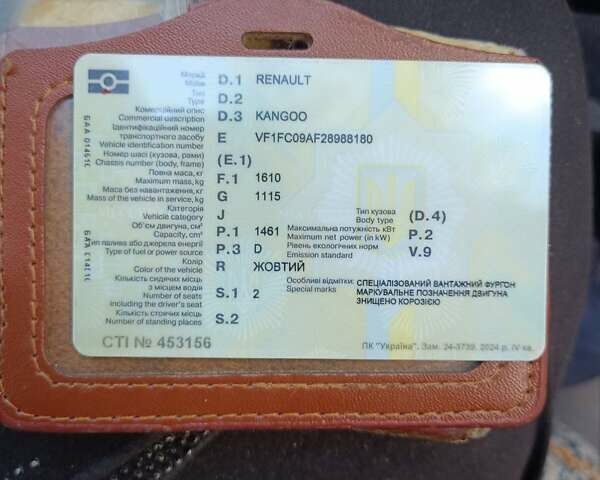 Марка D.1 RENAULT
Make
Тип D.2
Type
Комерційний опис D.3 KANGOO
Commercial description
Ідентифікаційний номер
транспортного засобу E VF1FC09AF28988180
Vehicle identification number
Номер шасі (кузова, рами) (E.1)
Chassis number (body, frame)
Повна маса, кг F.1 1610
Maximum mass, kg
Маса без навантаження, кг G 1115
Mass of the vehicle in service, kg
Категорія J Тип кузова (D.4)
Vehicle category Body type
Об'єм двигуна, см³ P.1 1461 Максимальна потужність кВт P.2
Capacity, cm³ Maximum net power (in kW)
Тип палива або джерела енергії P.3 D Рівень екологічних норм V.9
Type of fuel or power source Emission standard
Колір R ЖОВТИЙ
Color of the vehicle
Кількість сидячих місць Особливі відмітки: СПЕЦІАЛІЗОВАНИЙ ВАНТАЖНИЙ ФУРГОН
з місцем водія S.1 2 Special marks МАРКУВАЛЬНЕ ПОЗНАЧЕННЯ ДВИГУНА
Number of seats ЗНИЩЕНО КОРОЗІЄЮ
including the driver's seat
Кількість стоячих місць S.2
Number of standing places
СТІ № 453156 ПК "Україна". Зам. 24-3739. 2024 р. IV кв.